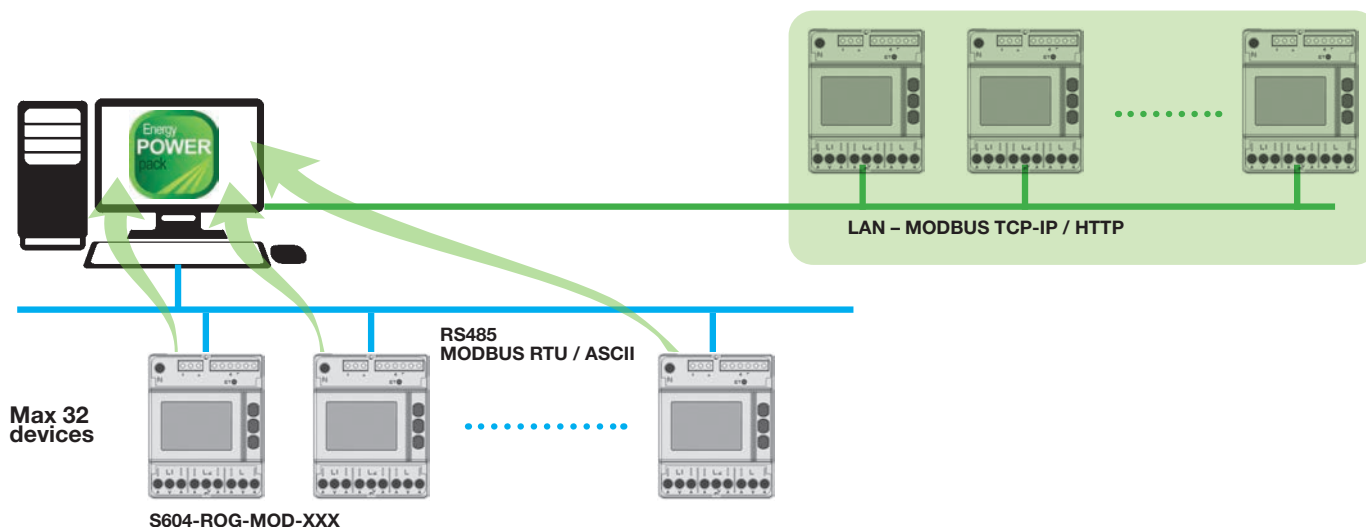 Energy
POWER
pack
LAN – MODBUS TCP-IP / HTTP
RS485
MODBUS RTU / ASCII
Max 32
devices
S604-ROG-MOD-XXX